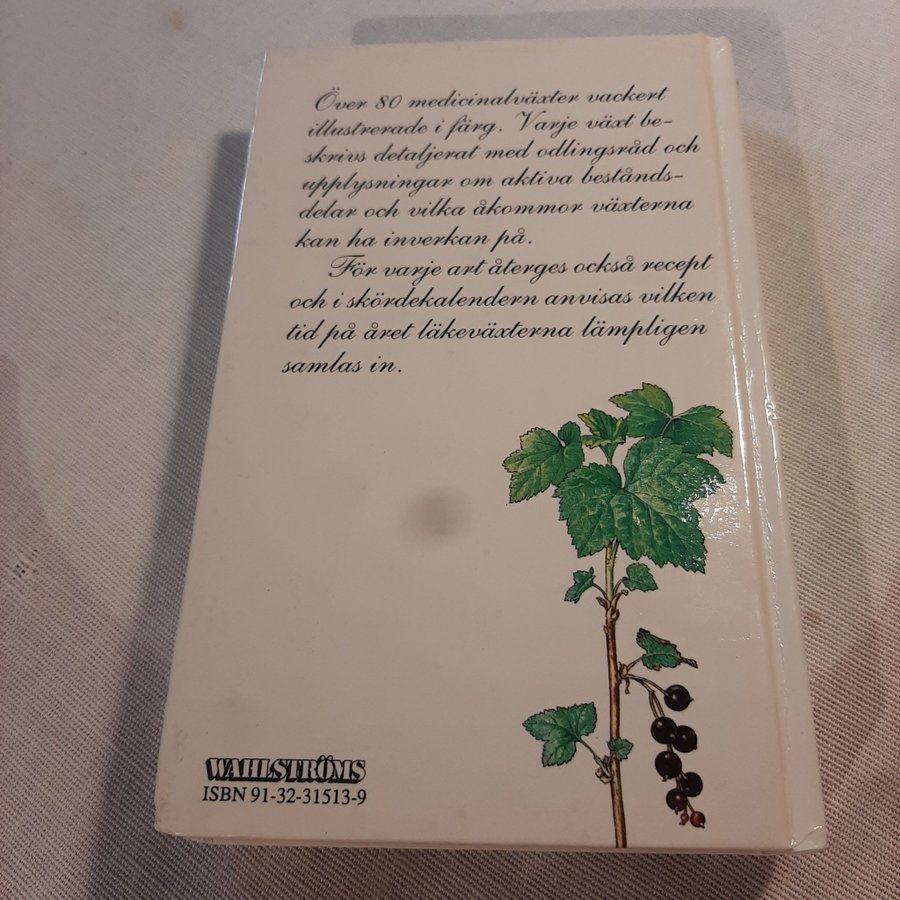 Över 80 medicinalväxter vackert
illustrerade i färg. Varje växt be-
skrivs detaljerat med odlingsråd och
upplysningar om aktiva bestånds-
delar och vilka åkommor växterna
kan ha inverkan på.
För varje art återges också recept
och i skördekalendern anvisas vilken
tid på året läkeväxterna lämpligen
samlas in.
WAHLSTRÖMS
ISBN 91-32-31513-9